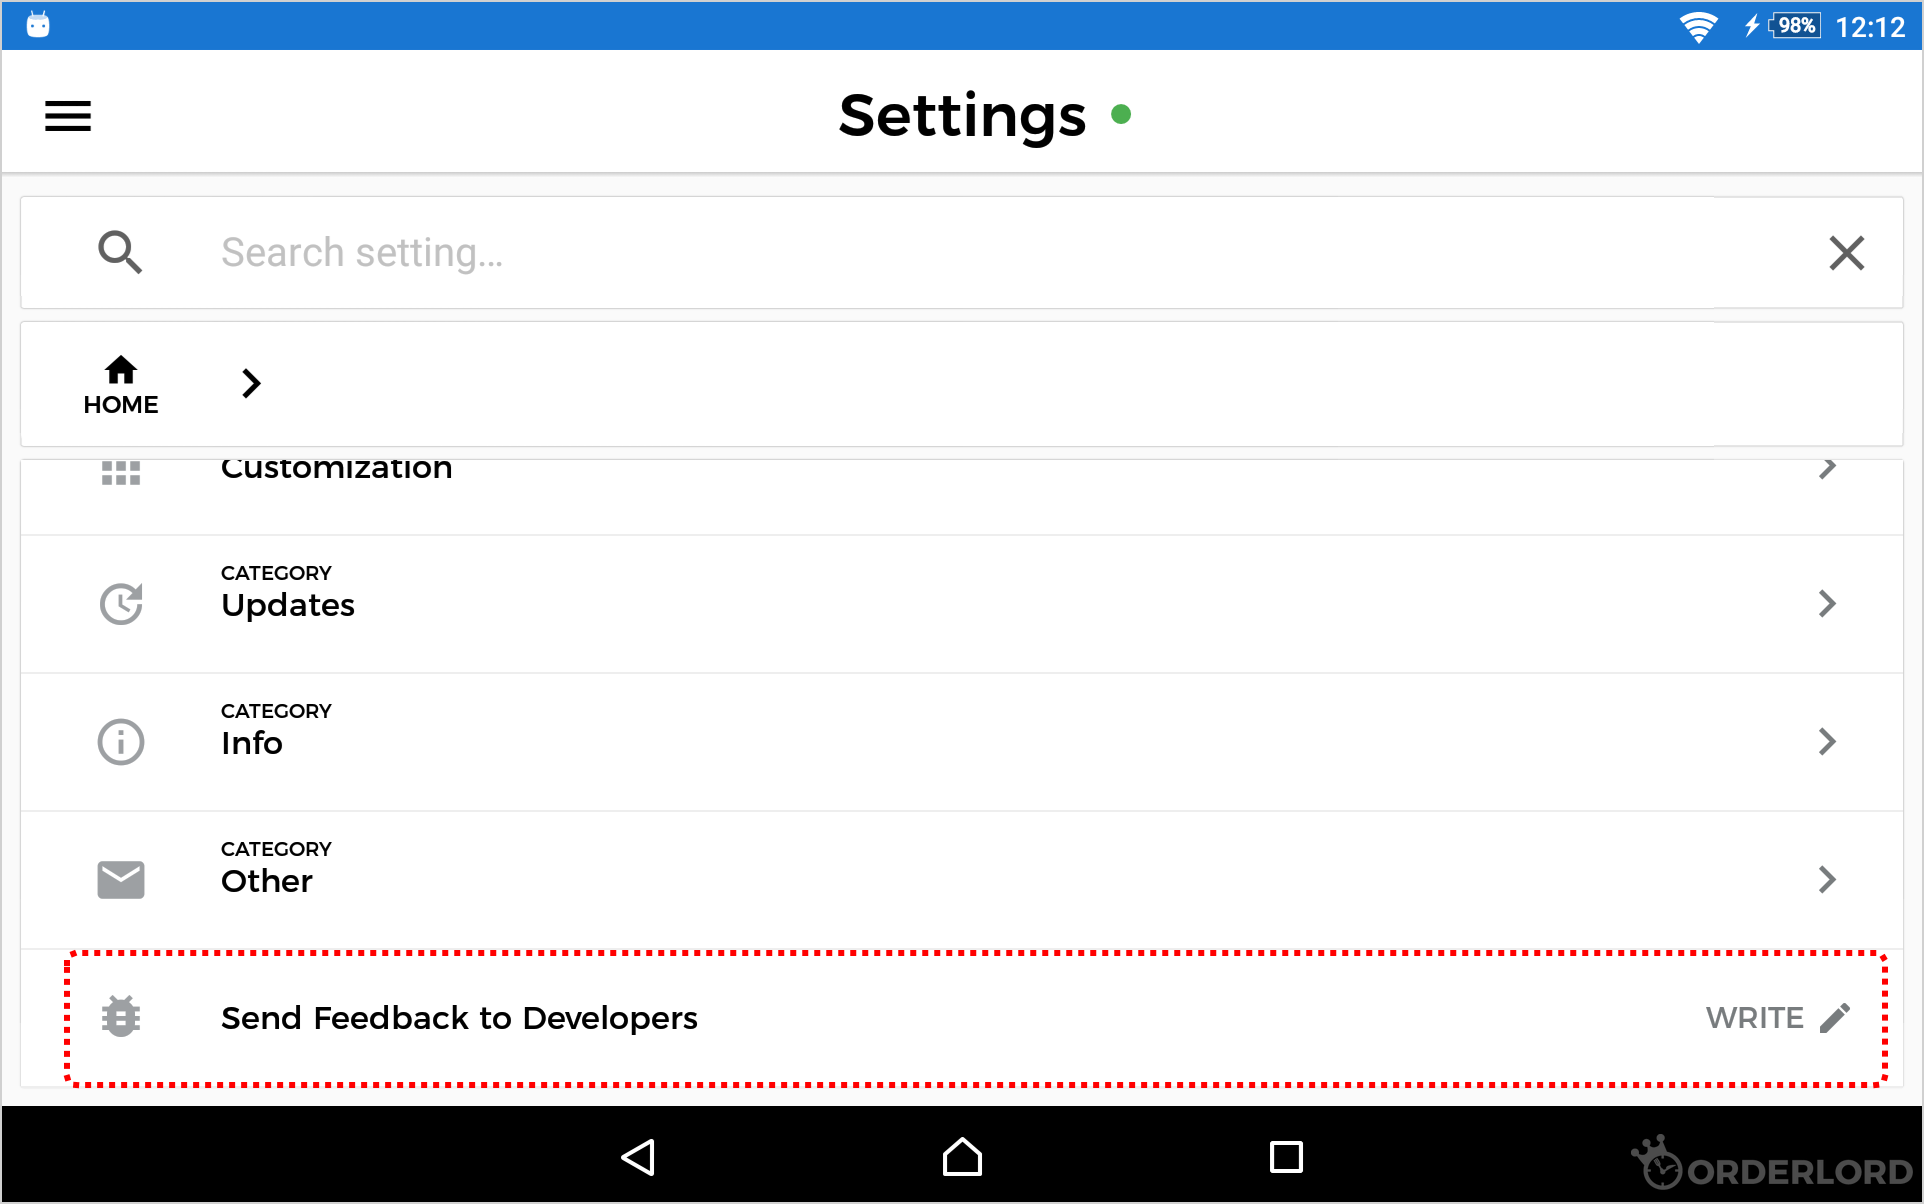 98% 12:12
Settings
Search setting...
HOME
Customization
CATEGORY
Updates
CATEGORY
Info
CATEGORY
Other
Send Feedback to Developers
WRITE
ORDERLORD